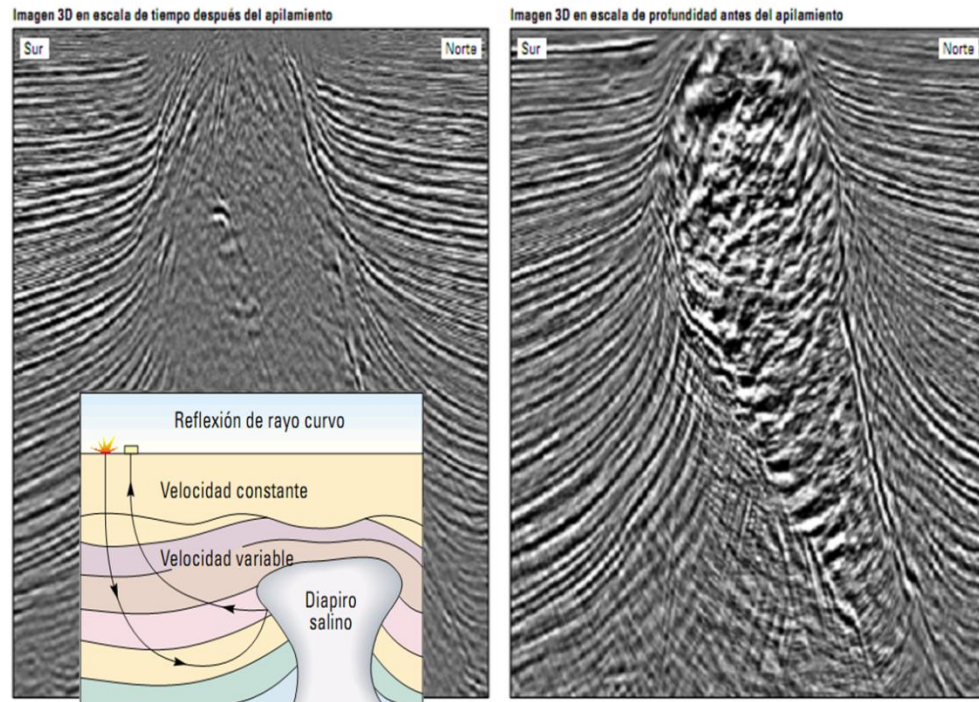 Imagen 3D en escala de tiempo después del apilamiento
Sur
Norte
Reflexión de rayo curvo
Velocidad constante
Velocidad variable
Diapiro
salino
Imagen 3D en escala de profundidad antes del apilamiento
Sur
Norte